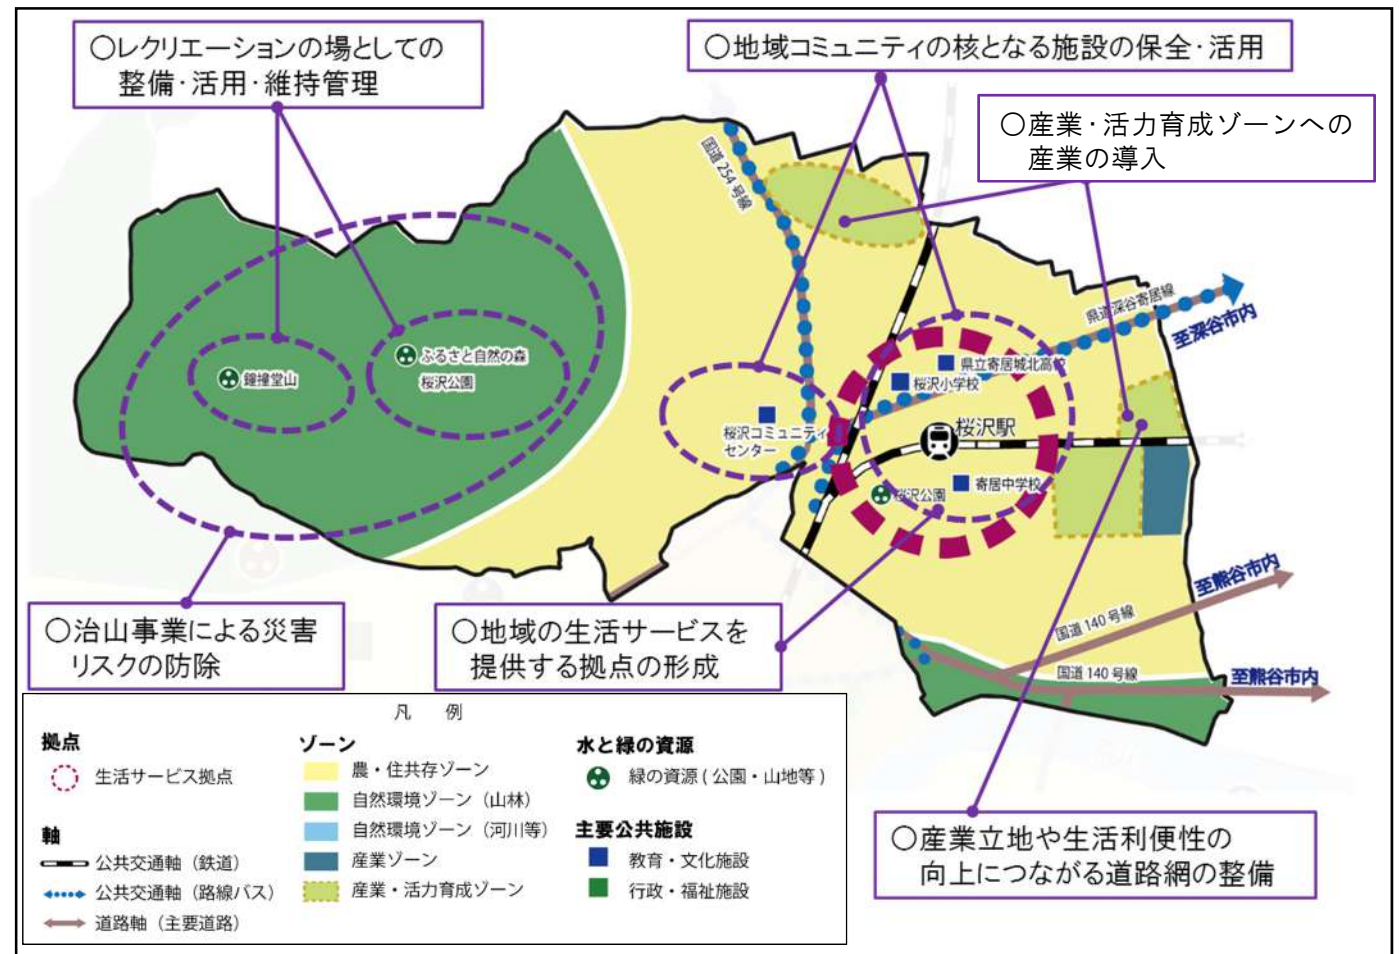 ○レクリエーションの場としての
整備・活用・維持管理
○地域コミュニティの核となる施設の保全・活用
○産業・活力育成ゾーンへの
産業の導入
国道 254 号線
県道深谷寄居線
至深谷市内
鐘撞堂山
ふるさと自然の森
桜沢公園
県立寄居城北高校
桜沢小学校
桜沢コミュニティ
センター
桜沢駅
寄居中学校
桜沢公園
至熊谷市内
国道 140 号線
国道 140 号線
至熊谷市内
○治山事業による災害
リスクの防除
○地域の生活サービスを
提供する拠点の形成
○産業立地や生活利便性の
向上につながる道路網の整備
凡　例
拠点
生活サービス拠点
軸
公共交通軸（鉄道）
公共交通軸（路線バス）
道路軸（主要道路）
ゾーン
農・住共存ゾーン
自然環境ゾーン（山林）
自然環境ゾーン（河川等）
産業ゾーン
産業・活力育成ゾーン
水と緑の資源
緑の資源 ( 公園・山地等 )
主要公共施設
教育・文化施設
行政・福祉施設